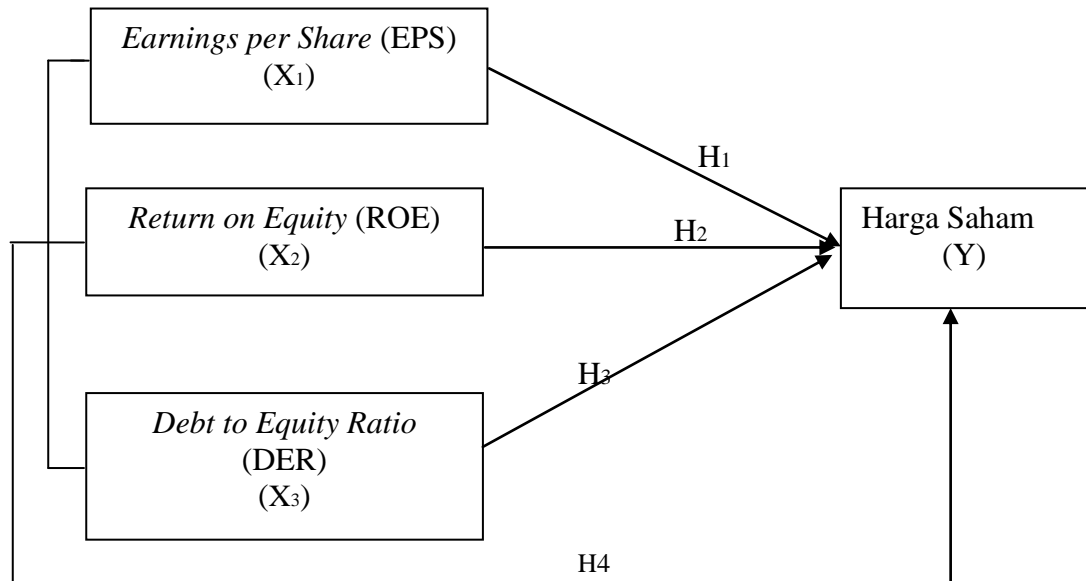 Earnings per Share (EPS)
(X1)
H1
Return on Equity (ROE)
(X2)
H2
Harga Saham
(Y)
H3
Debt to Equity Ratio
(DER)
(X3)
H4